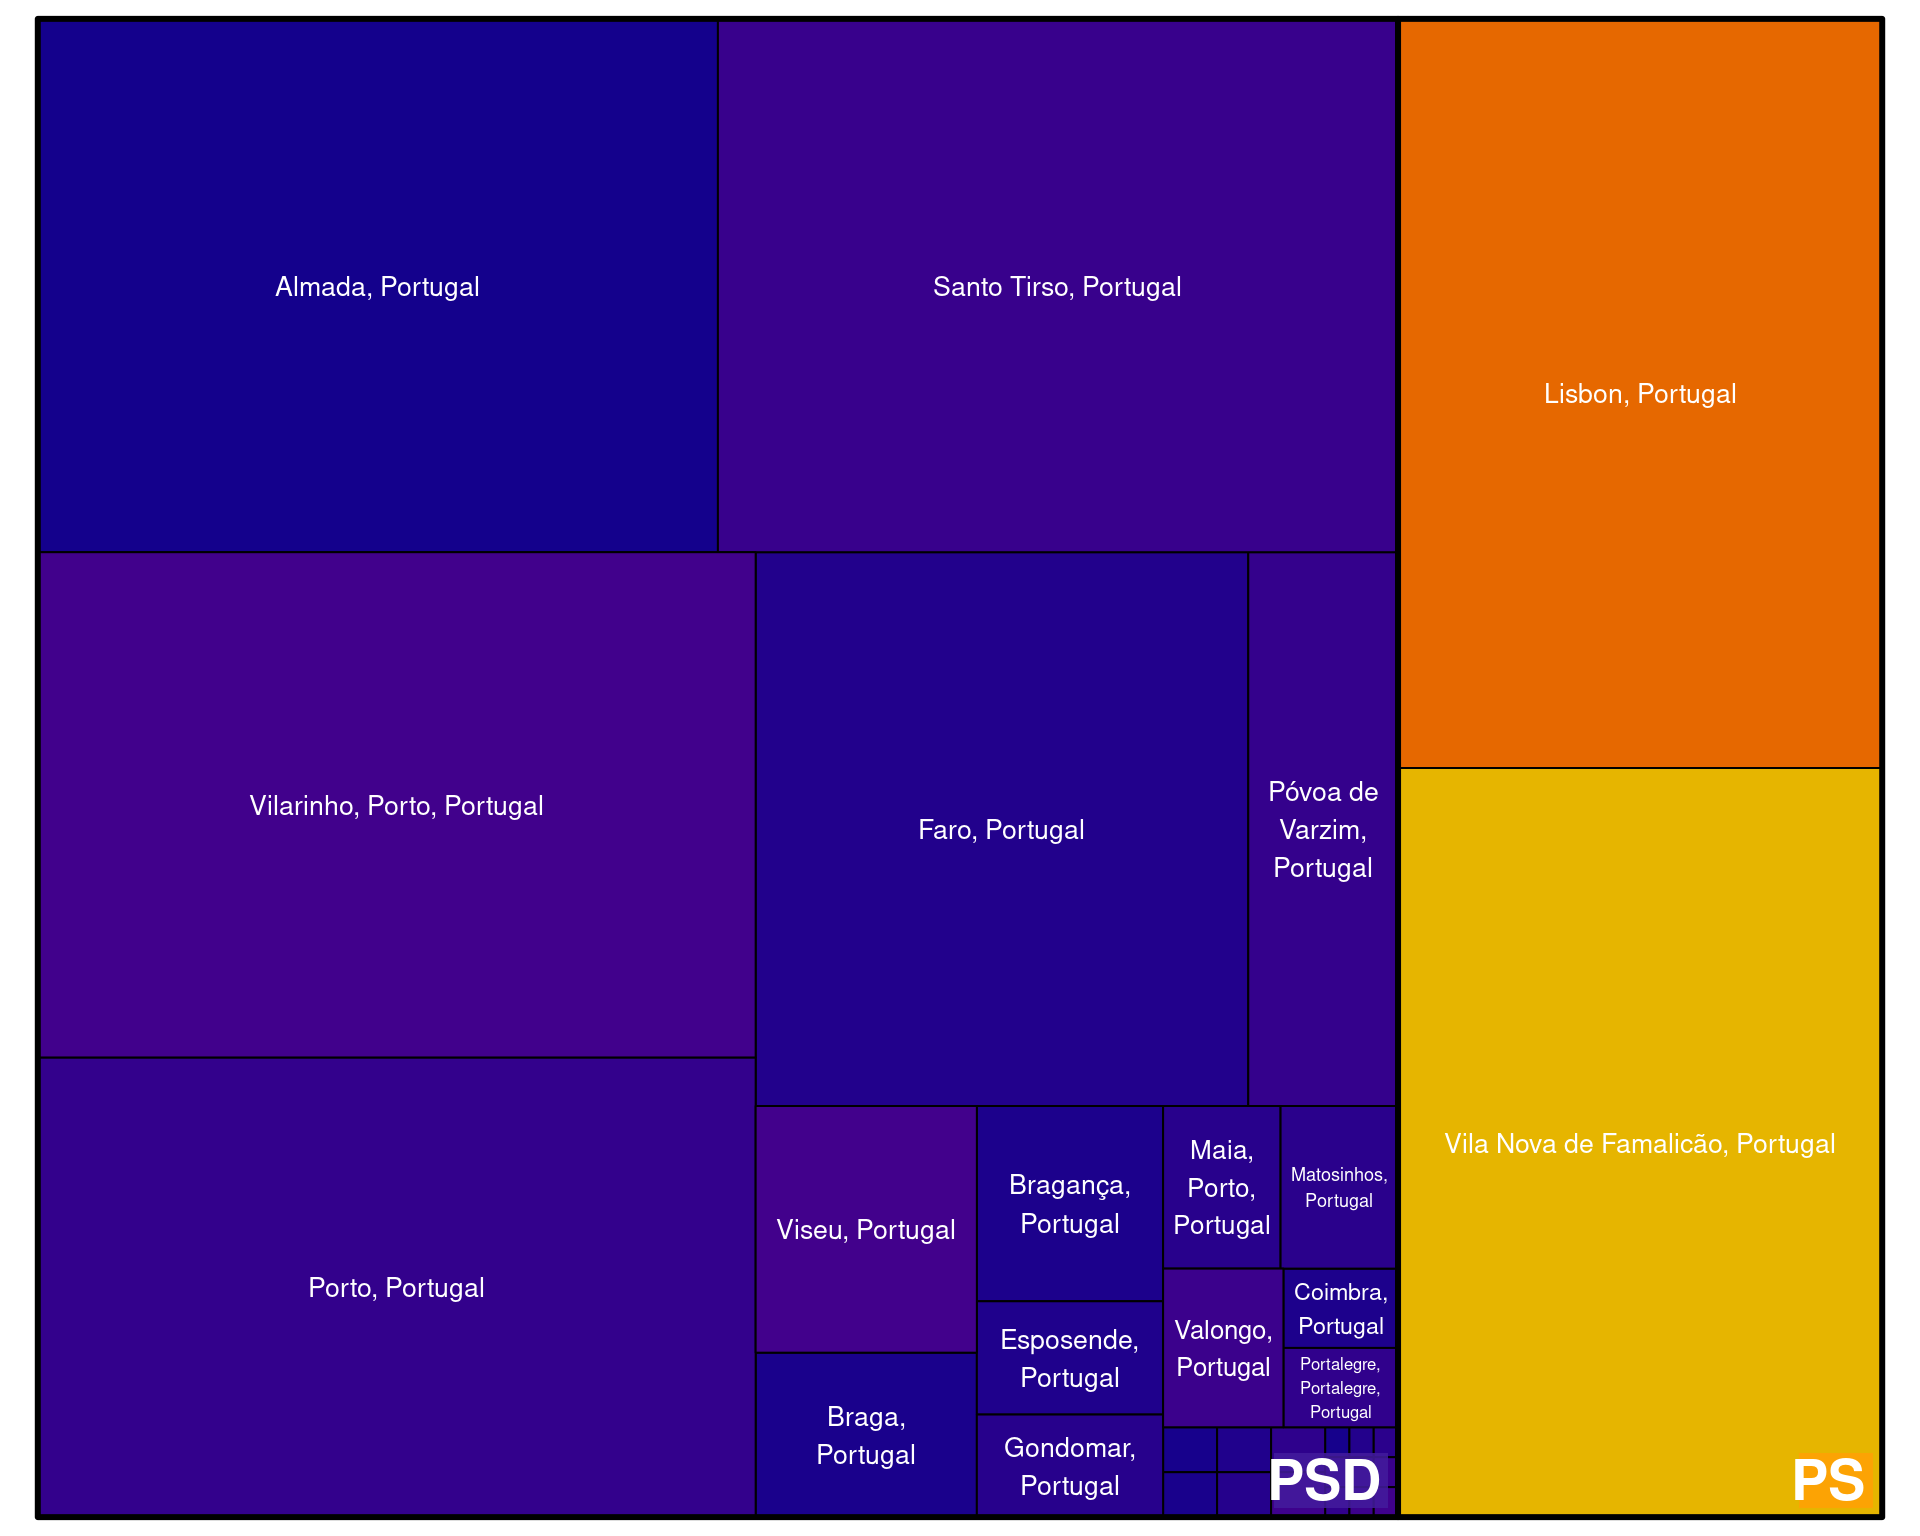 Almada, Portugal
Santo Tirso, Portugal
Lisbon, Portugal
Vilarinho, Porto, Portugal
Faro, Portugal
Póvoa de
Varzim,
Portugal
Vila Nova de Famalicão, Portugal
Porto, Portugal
Viseu, Portugal
Bragança,
Portugal
Maia,
Porto,
Portugal
Matosinhos,
Portugal
Esposende,
Portugal
Valongo,
Portugal
Coimbra,
Portugal
Portalegre,
Portalegre,
Portugal
Braga,
Portugal
Gondomar,
Portugal
PSD
PS